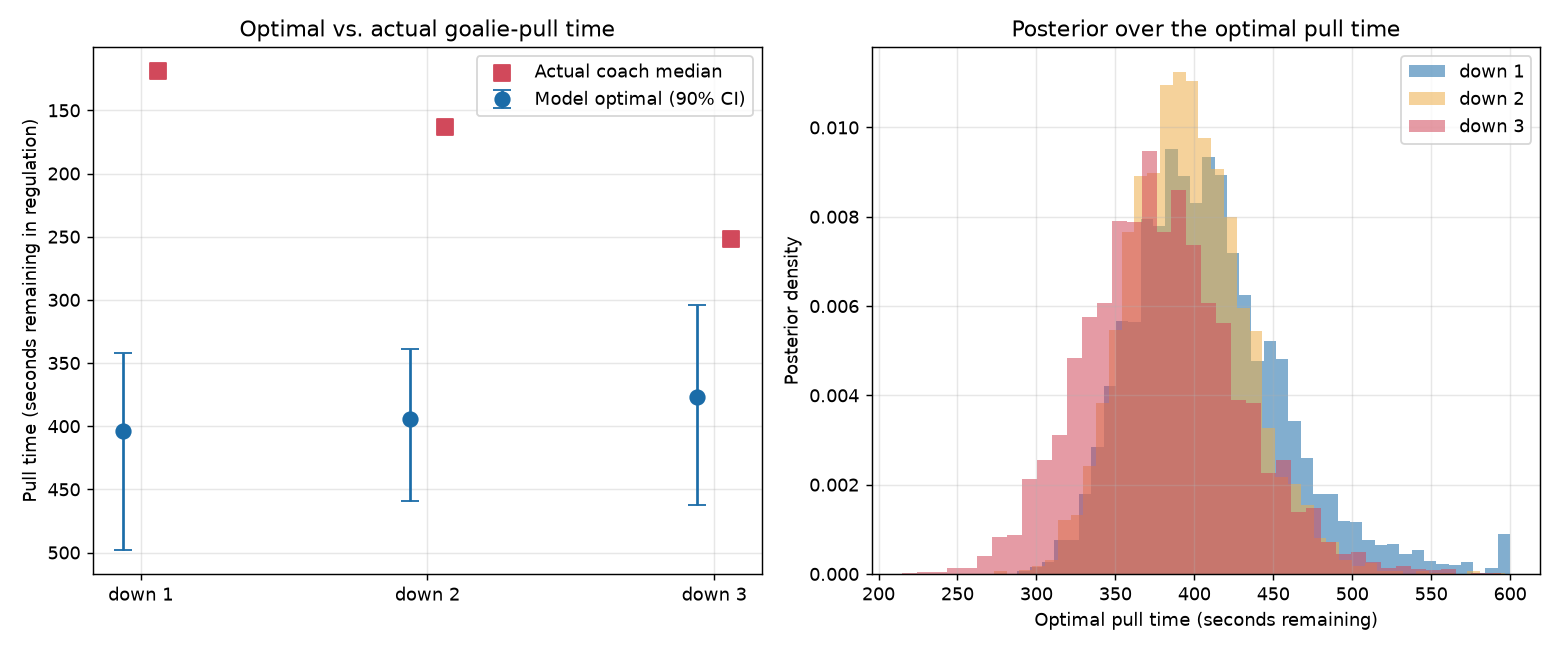 Optimal vs. actual goalie-pull time
Actual coach median
Model optimal (90% CI)
Pull time (seconds remaining in regulation)
150
200
250
300
350
400
450
500
down 1
down 2
down 3
Posterior over the optimal pull time
down 1
down 2
down 3
Posterior density
0.010
0.008
0.006
0.004
0.002
0.000
200
250
300
350
400
450
500
550
600
Optimal pull time (seconds remaining)